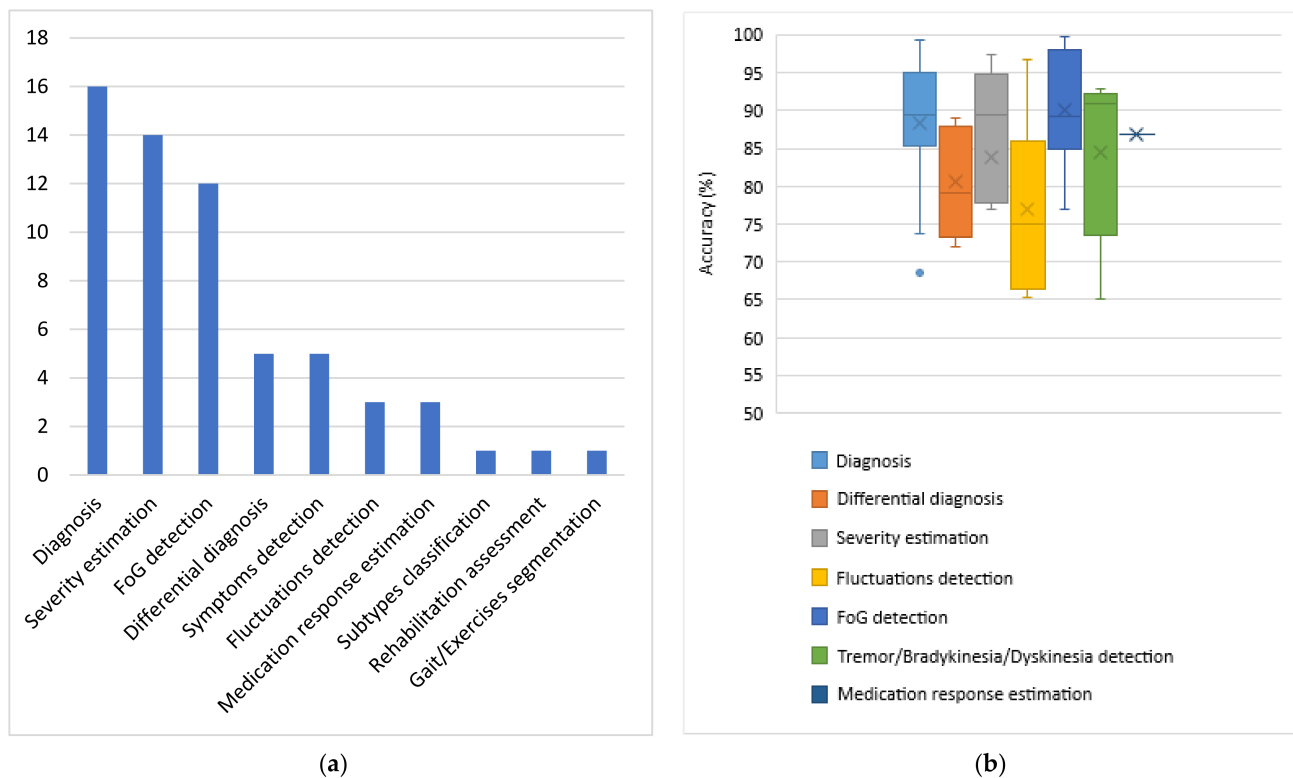 18
16
14
12
10
8
6
4
2
0
Diagnosis
Severity estimation
FoG detection
Differential diagnosis
Symptoms detection
Fluctuations detection
Medication response estimation
Subtypes classification
Rehabilitation assessment
Gait/Exercises segmentation
(a)
Accuracy (%)
100
95
90
85
80
75
70
65
60
55
50
Diagnosis
Differential diagnosis
Severity estimation
Fluctuations detection
FoG detection
Tremor/Bradykinesia/Dyskinesia detection
Medication response estimation
(b)